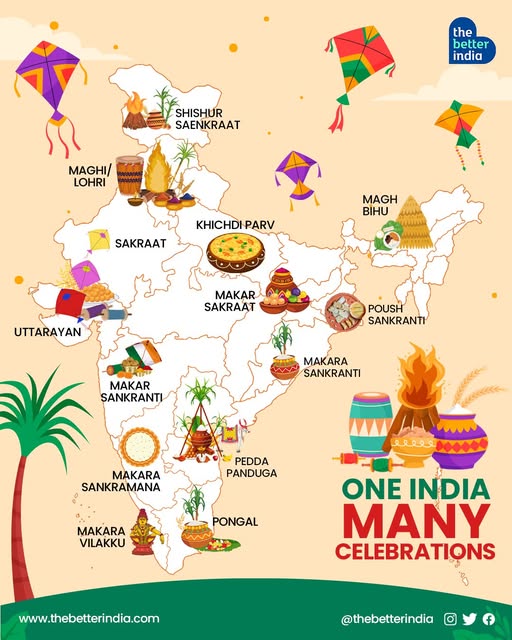 the
better
india
SHISHUR
SAENKRAAT
MAGHI/
LOHRI
KHICHDI PARV
MAGH
BIHU
SAKRAAT
MAKAR
SAKRAAT
POUSH
SANKRANTI
UTTARAYAN
MAKARA
SANKRANTI
MAKAR
SANKRANTI
PEDDA
PANDUGA
MAKARA
SANKRAMANA
PONGAL
MAKARA
VILAKKU
ONE INDIA
MANY
CELEBRATIONS
www.thebetterindia.com
@thebetterindia